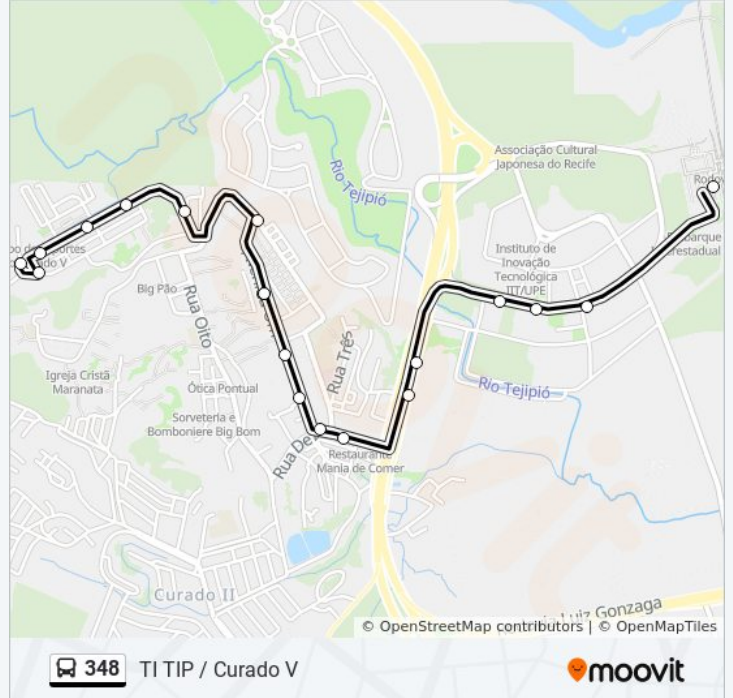 Associação Cultural
Japonesa do Recife
Rio Tejipió
Instituto de
Inovação
Tecnológica
IIT/UPE
Big Pão
Rua Oito
Rua Três
Igreja Cristã
Maranata
Ótica Pontual
Sorveteria e
Bomboniere Big Bom
Rio Tejipió
Restaurante
Mania de Comer
Curado II
Luiz Gonzaga
© OpenStreetMap contributors | © OpenMapTiles
348 TI TIP / Curado V
moovit